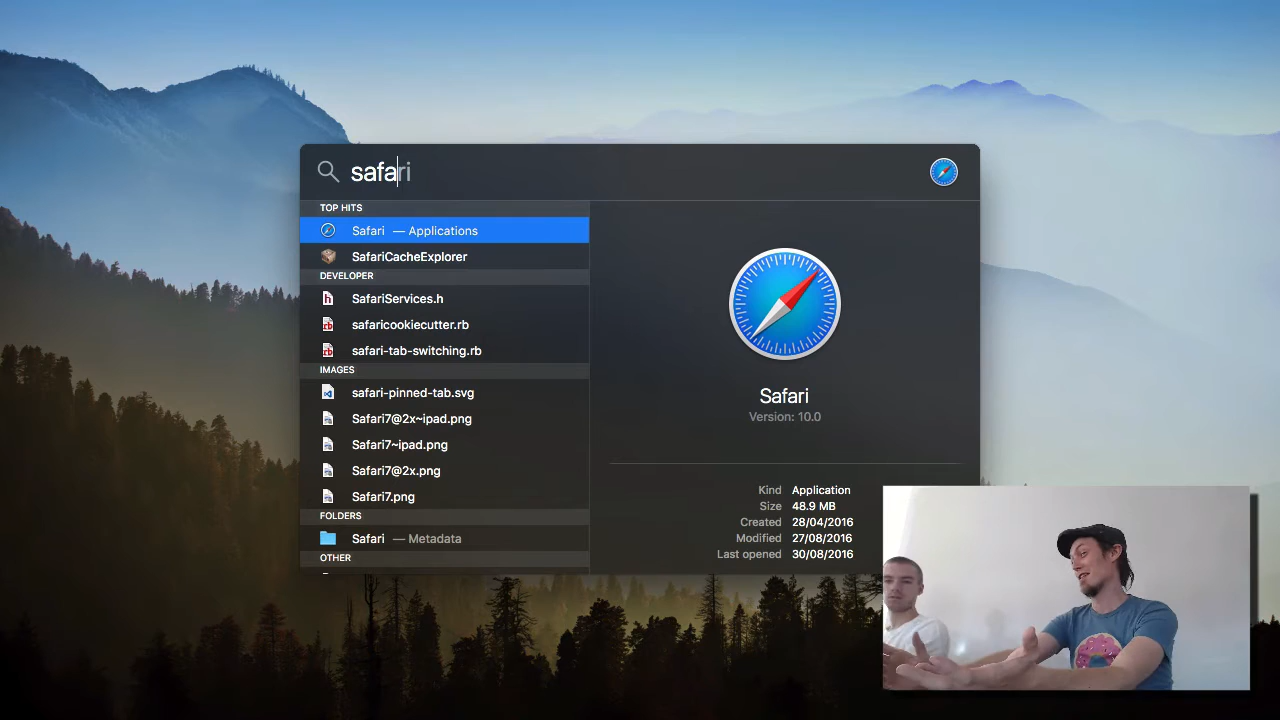 safari
TOP HITS
Safari — Applications
SafariCacheExplorer
DEVELOPER
SafariServices.h
safaricookiecutter.rb
safari-tab-switching.rb
IMAGES
safari-pinned-tab.svg
Safari7@2x~ipad.png
Safari7~ipad.png
Safari7@2x.png
Safari7.png
FOLDERS
Safari — Metadata
OTHER
Safari
Version: 10.0
Kind Application
Size 48.9 MB
Created 28/04/2016
Modified 27/08/2016
Last opened 30/08/2016